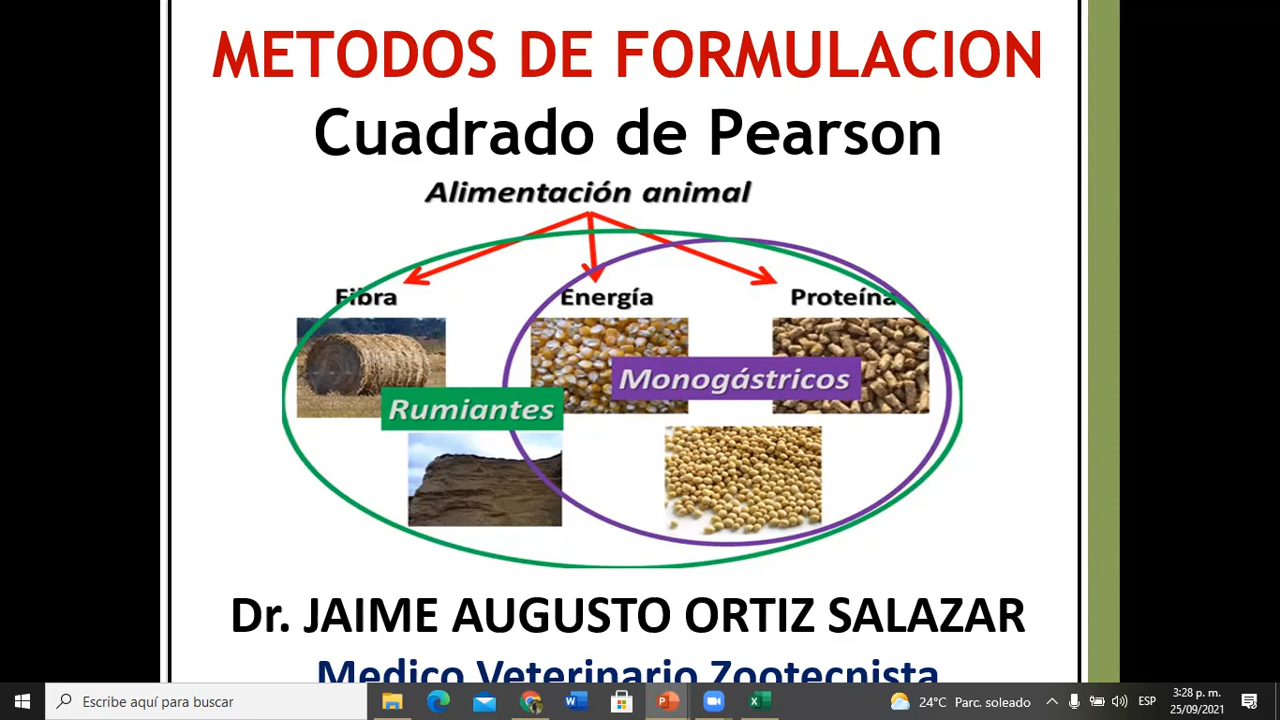 METODOS DE FORMULACION
Cuadrado de Pearson
Alimentación animal
Fibra
Energía
Proteína
Monogástricos
Rumiantes
Dr. JAIME AUGUSTO ORTIZ SALAZAR
Medico Veterinario Zootecnista
Escribe aquí para buscar
24°C Parc. soleado
ESP
3:28 p. m.
25/09/2021